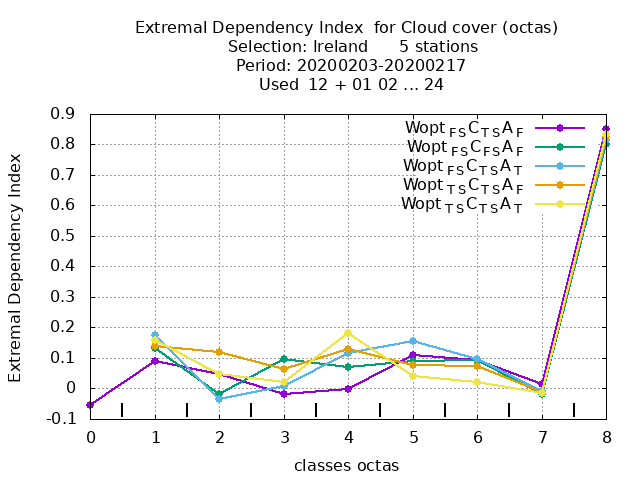 Extremal Dependency Index  for Cloud cover (octas)
Selection: Ireland      5 stations
Period: 20200203-20200217
Used  12 + 01 02 ... 24
0.9
0.8
0.7
0.6
0.5
0.4
0.3
0.2
0.1
0
-0.1
Extremal Dependency Index
Wopt FS C TS A F
Wopt FS C FS A F
Wopt FS C TS A T
Wopt TS C TS A F
Wopt TS C TS A T
0 1 2 3 4 5 6 7 8
classes octas